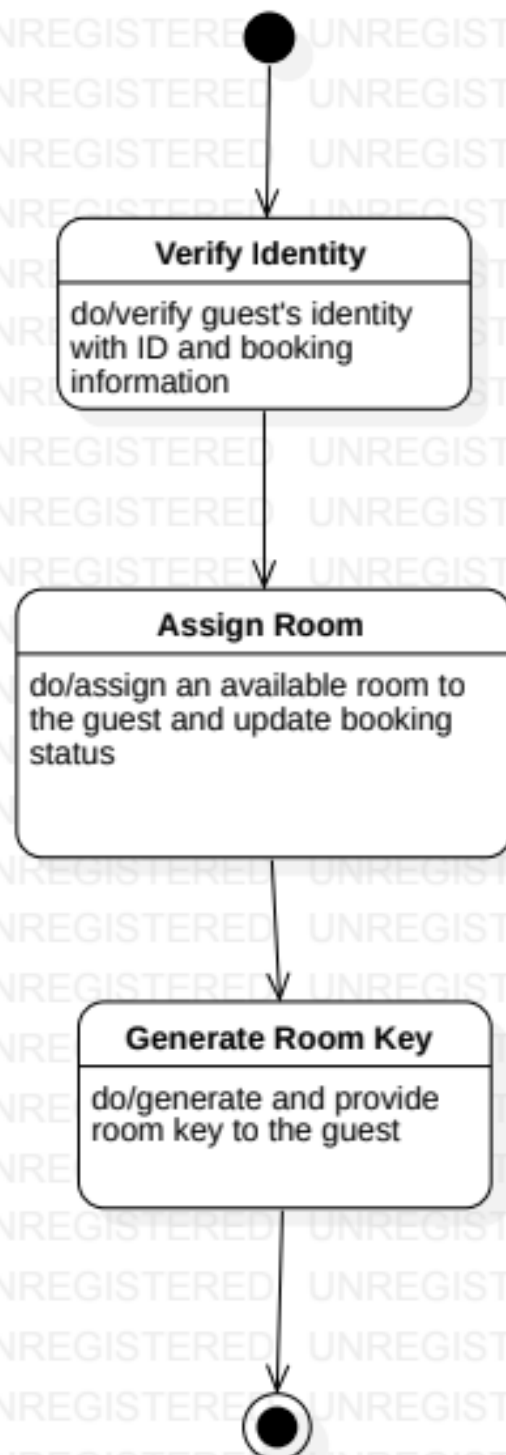 Verify Identity
do/verify guest's identity
with ID and booking
information
Assign Room
do/assign an available room to
the guest and update booking
status
Generate Room Key
do/generate and provide
room key to the guest
UNREGISTERED